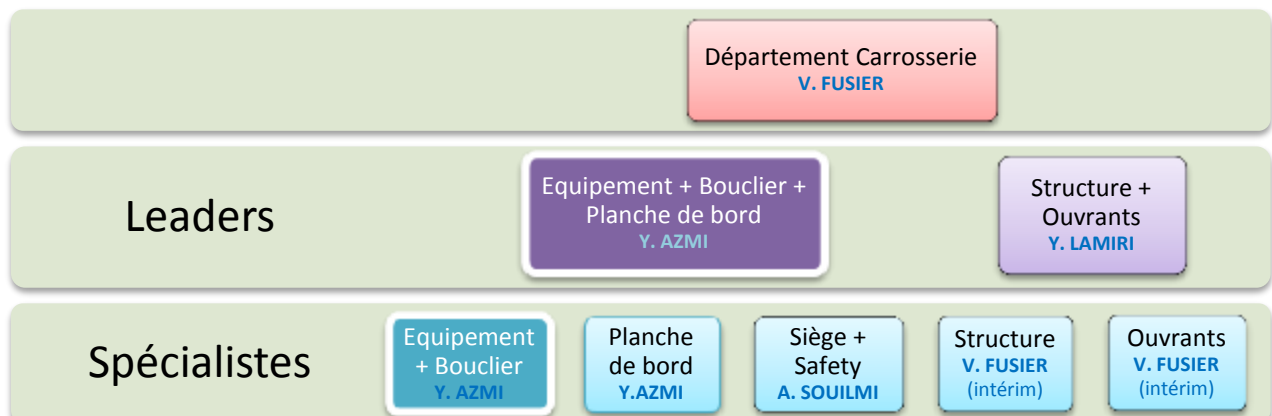 Département Carrosserie
V. FUSIER
Leaders
Equipement + Bouclier +
Planche de bord
Y. AZMI
Structure +
Ouvrants
Y. LAMIRI
Spécialistes
Equipement
+ Bouclier
Y. AZMI
Planche
de bord
Y.AZMI
Siège +
Safety
A. SOUILMI
Structure
V. FUSIER
(intérim)
Ouvrants
V. FUSIER
(intérim)